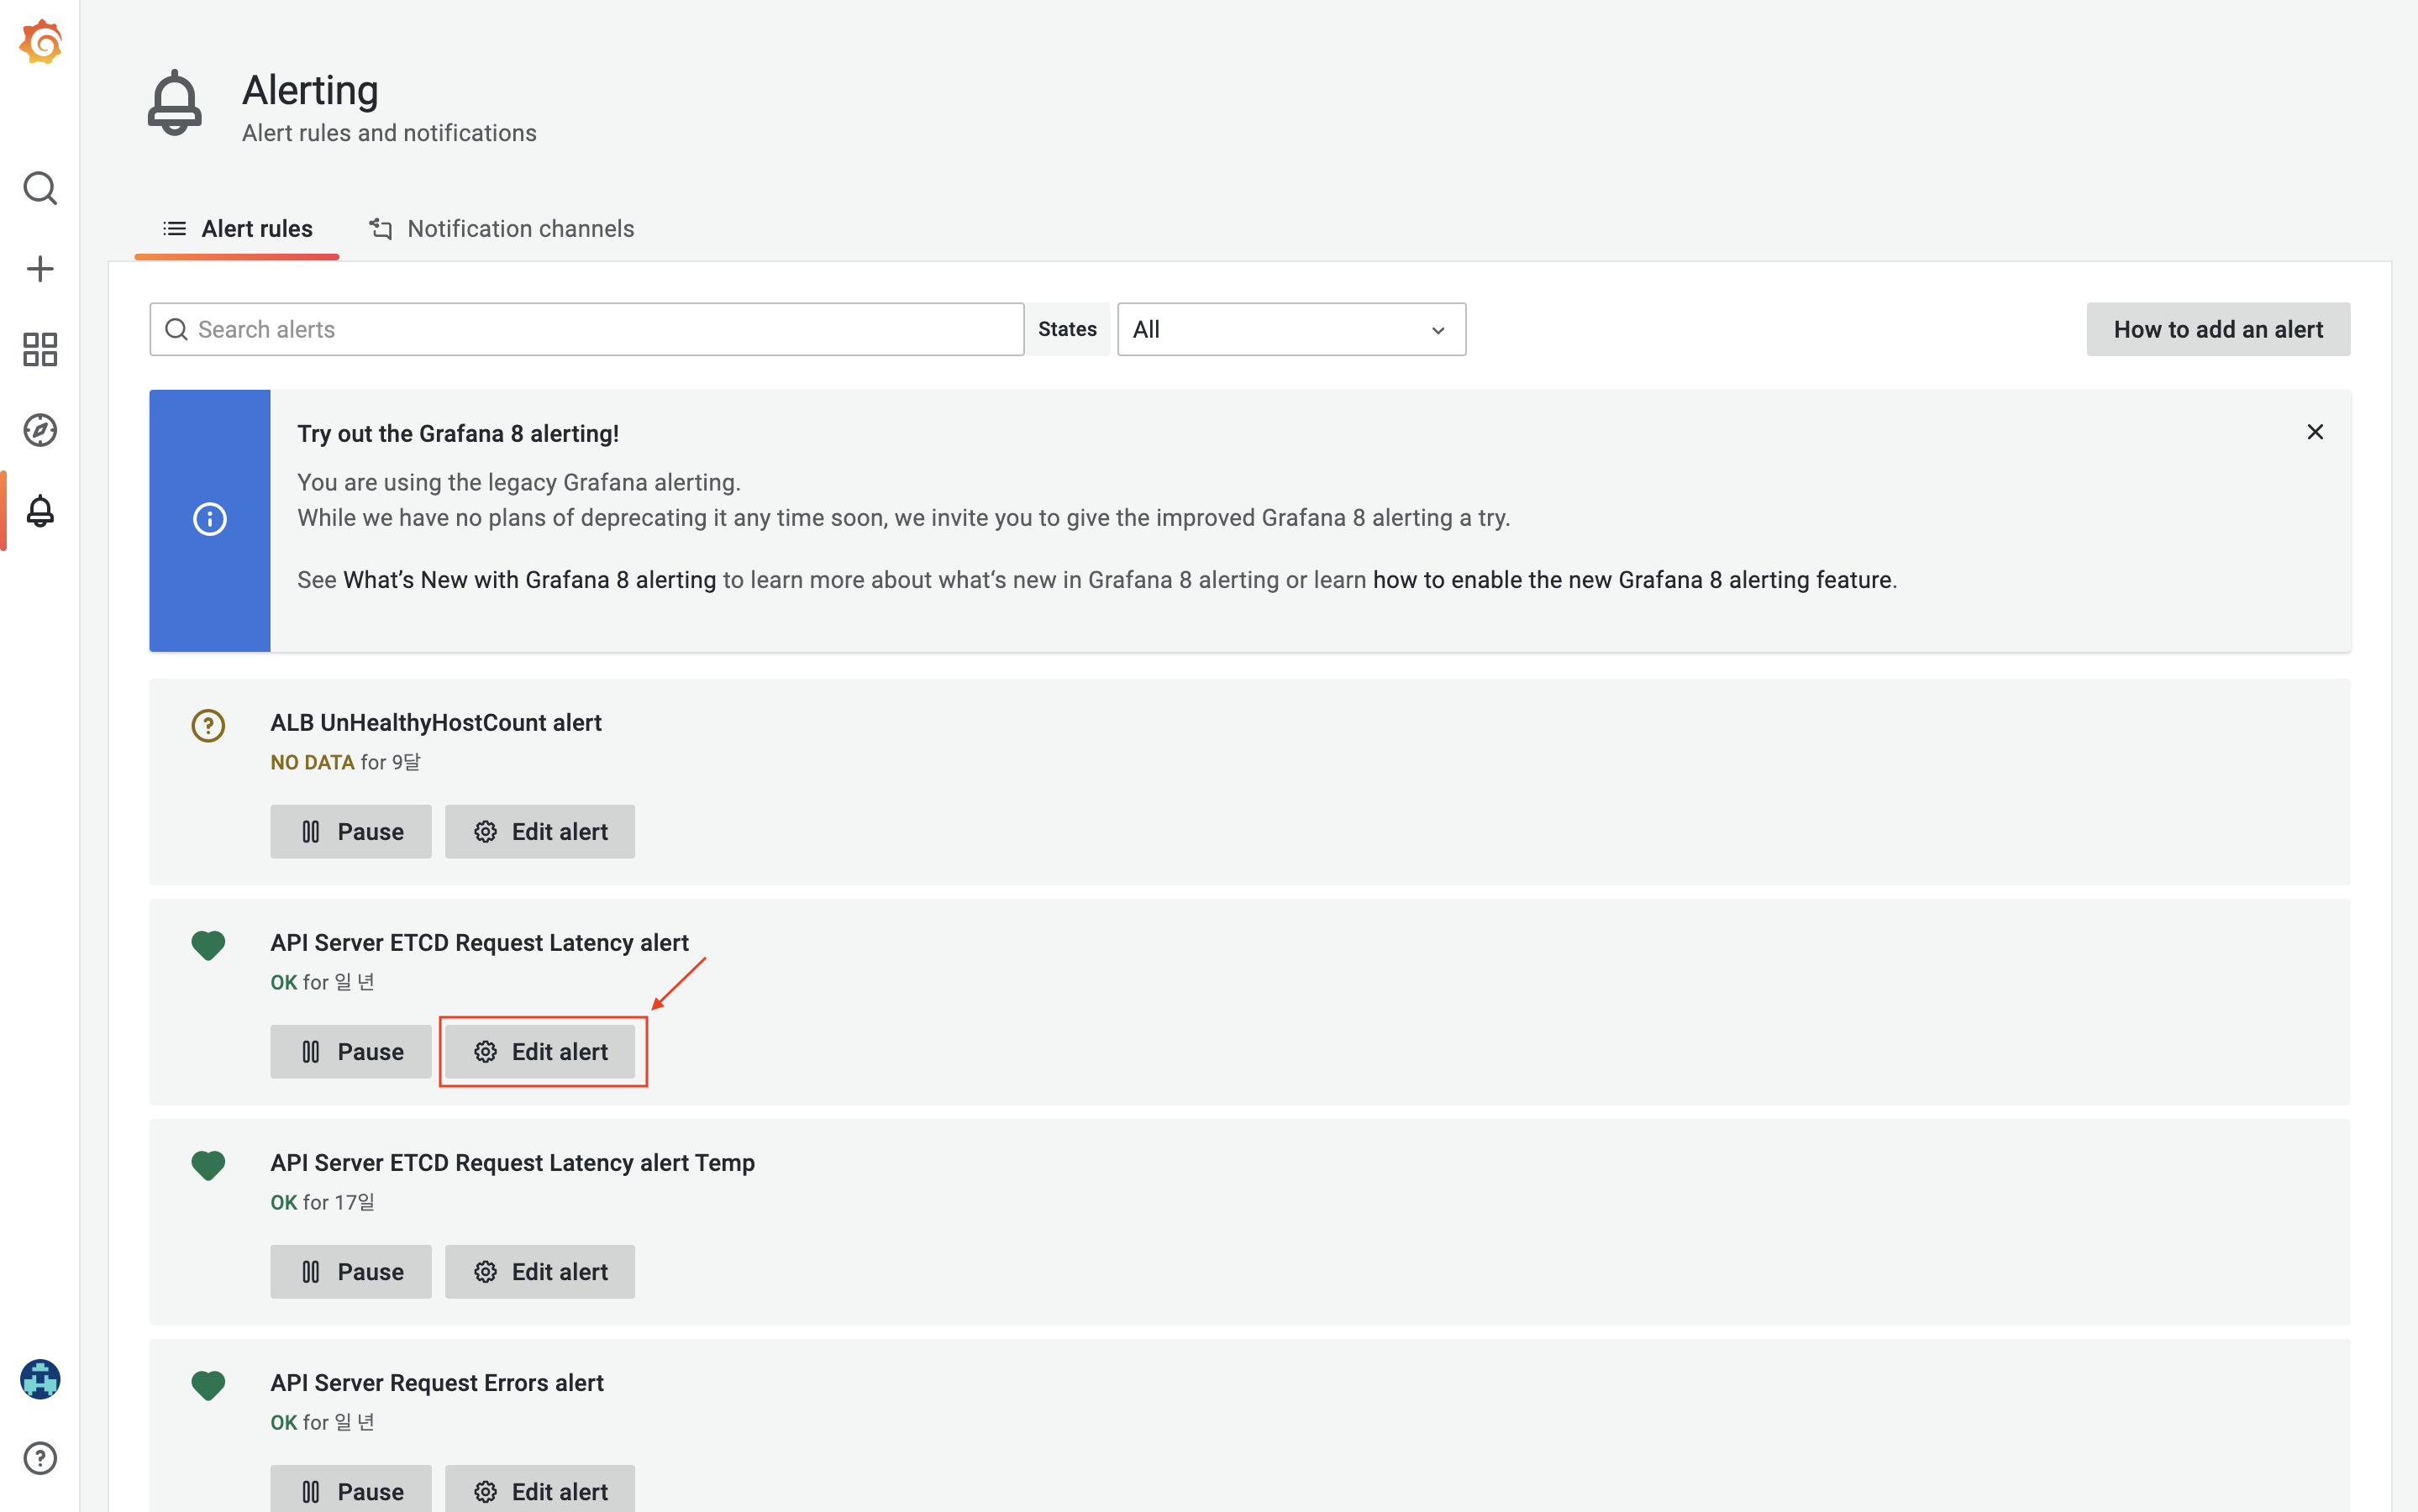 Alerting
Alert rules and notifications
Alert rules
Notification channels
Search alerts
States
All
How to add an alert
Try out the Grafana 8 alerting!
You are using the legacy Grafana alerting.
While we have no plans of deprecating it any time soon, we invite you to give the improved Grafana 8 alerting a try.
See What’s New with Grafana 8 alerting to learn more about what‘s new in Grafana 8 alerting or learn how to enable the new Grafana 8 alerting feature.
ALB UnHealthyHostCount alert
NO DATA for 9달
Pause
Edit alert
API Server ETCD Request Latency alert
OK for 일 년
Pause
Edit alert
API Server ETCD Request Latency alert Temp
OK for 17일
Pause
Edit alert
API Server Request Errors alert
OK for 일 년
Pause
Edit alert